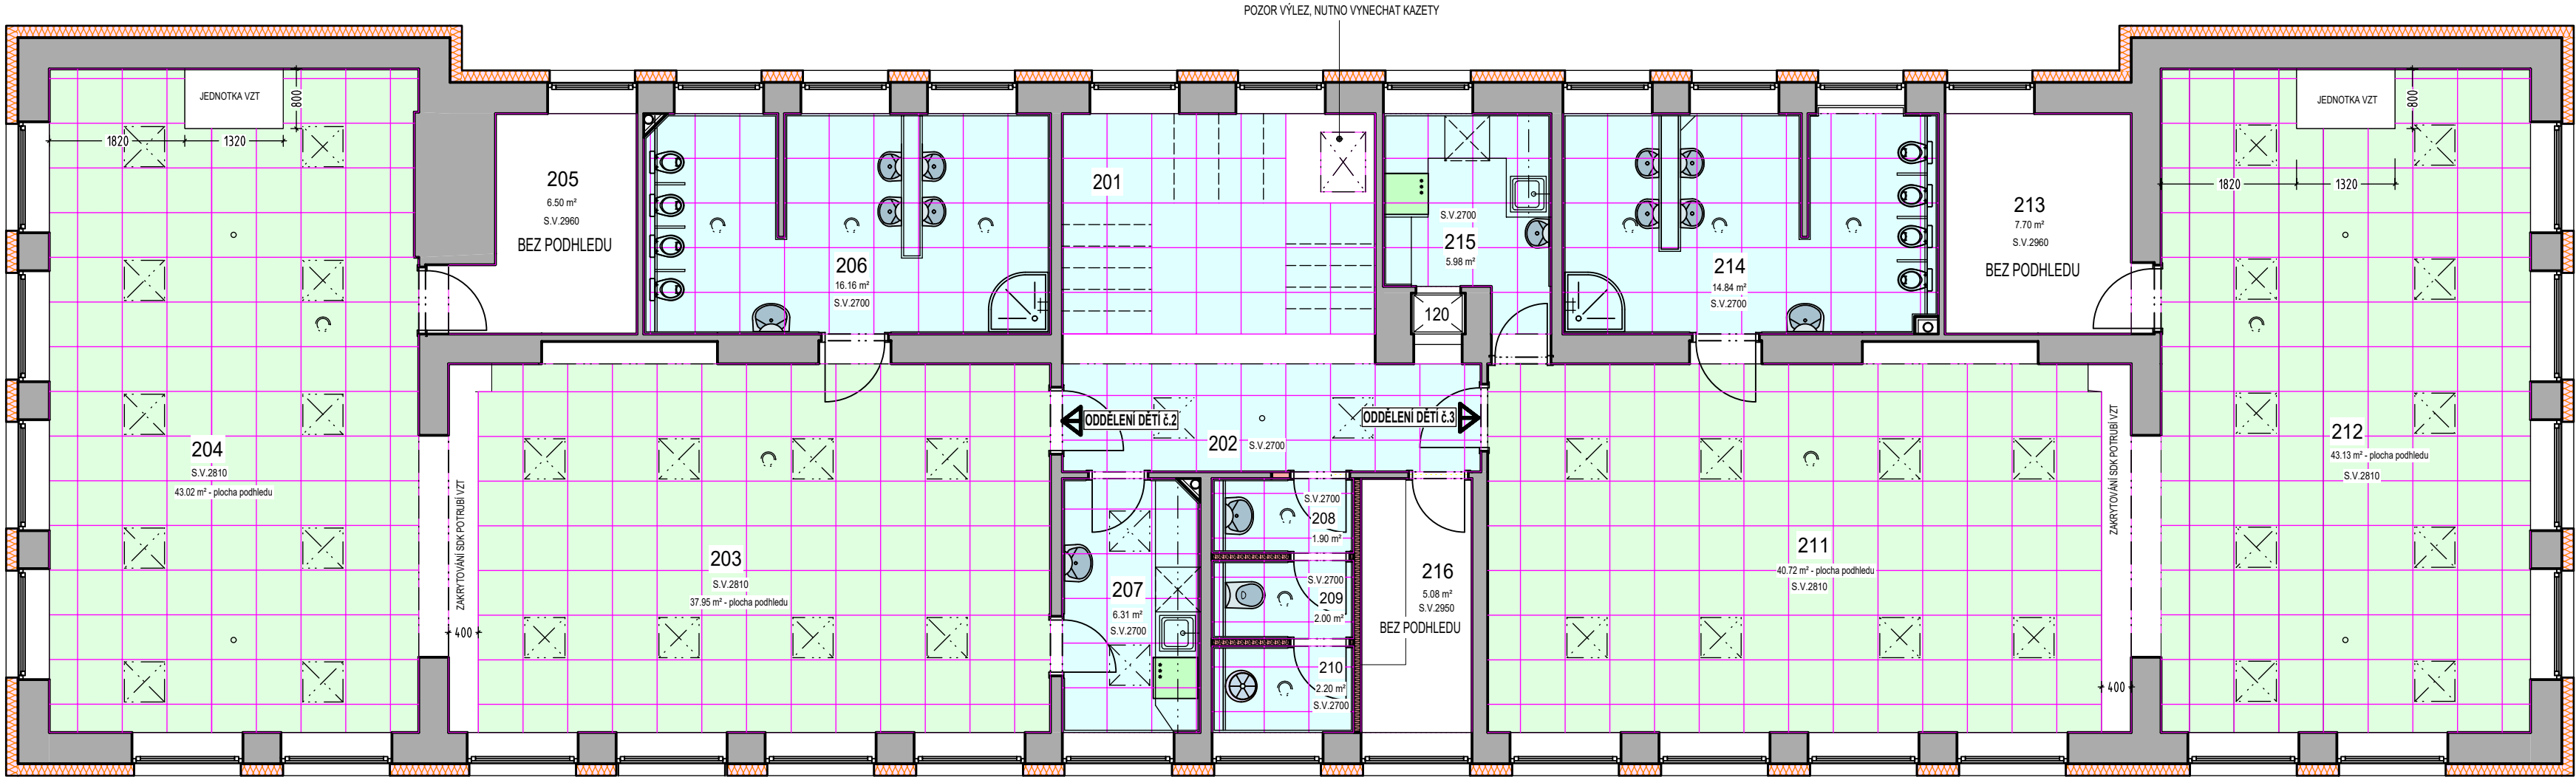 POZOR VÝLEZ, NUTNO VYNECHAT KAZETY
JEDNOTKA VZT
800
1820
1320
205
6.50 m²
S.V.2960
BEZ PODHLEDU
206
16.16 m²
S.V.2700
201
S.V.2700
215
5.98 m²
120
214
14.84 m²
S.V.2700
213
7.70 m²
S.V.2960
BEZ PODHLEDU
JEDNOTKA VZT
800
1820
1320
204
S.V.2810
43.02 m² - plocha podhledu
ZAKRYTOVÁNÍ SDK POTRUBÍ VZT
400
203
S.V.2810
37.95 m² - plocha podhledu
ODDĚLENÍ DĚTÍ č.2
ODDĚLENÍ DĚTÍ č.3
202
S.V.2700
207
6.31 m²
S.V.2700
S.V.2700
208
1.90 m²
S.V.2700
209
2.00 m²
210
2.20 m²
S.V.2700
216
5.08 m²
S.V.2950
BEZ PODHLEDU
211
40.72 m² - plocha podhledu
S.V.2810
ZAKRYTOVÁNÍ SDK POTRUBÍ VZT
400
212
43.13 m² - plocha podhledu
S.V.2810